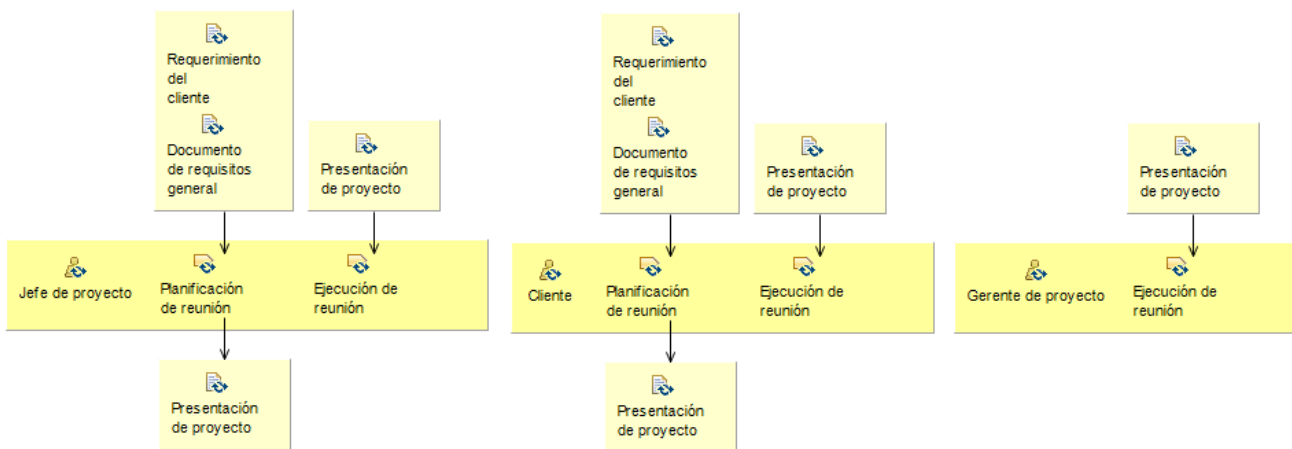 Requerimiento
del
cliente
Documento
de requisitos
general
Presentación
de proyecto
Jefe de proyecto
Planificación
de reunión
Ejecución de
reunión
Presentación
de proyecto
Requerimiento
del
cliente
Documento
de requisitos
general
Presentación
de proyecto
Cliente
Planificación
de reunión
Ejecución de
reunión
Presentación
de proyecto
Presentación
de proyecto
Gerente de proyecto
Ejecución de
reunión